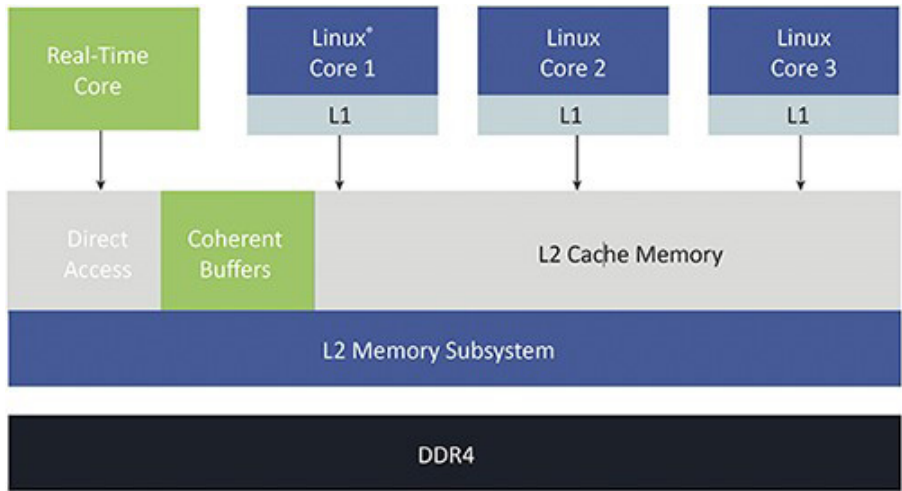 Real-Time
Core
Linux*
Core 1
L1
Linux
Core 2
L1
Linux
Core 3
L1
Direct
Access
Coherent
Buffers
L2 Cache Memory
L2 Memory Subsystem
DDR4